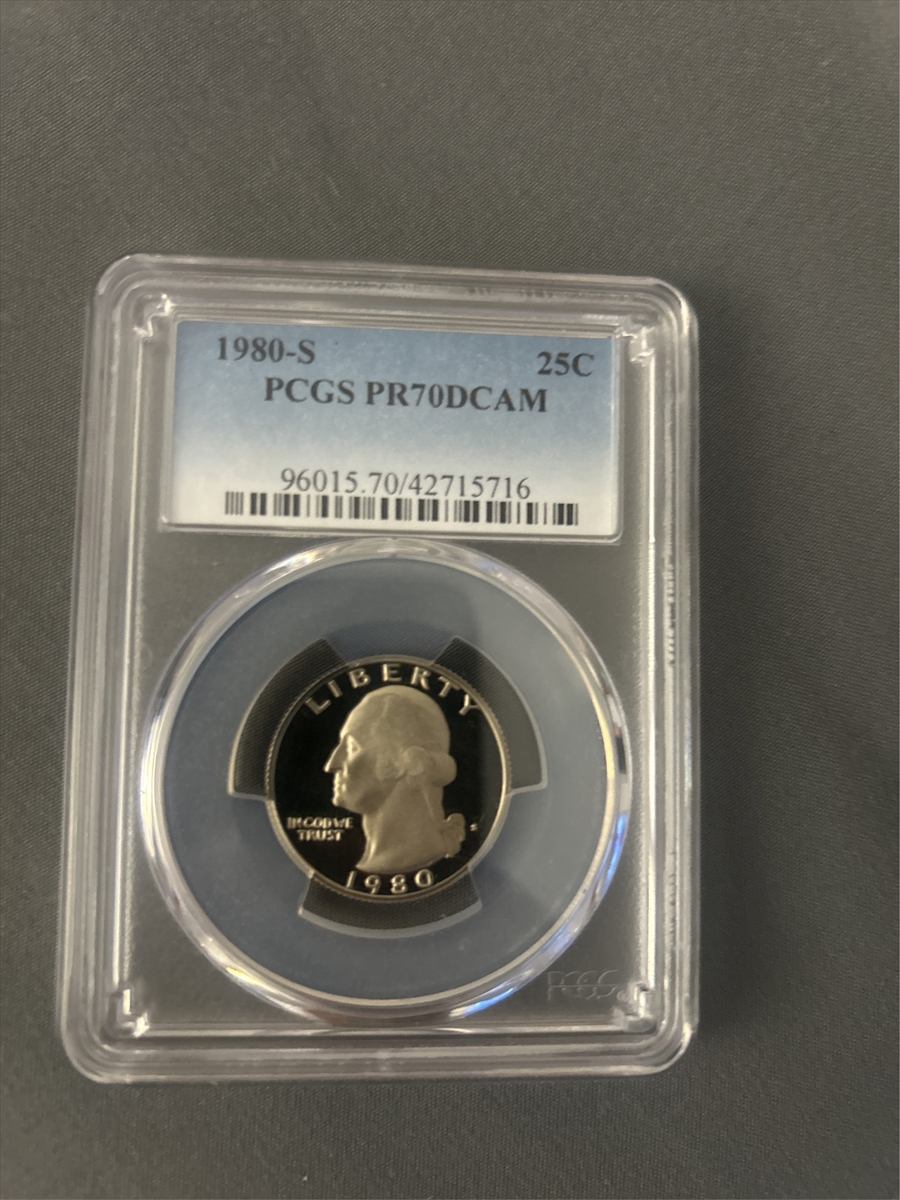 1980-S 25C
PCGS PR70DCAM
96015.70/42715716
LIBERTY
IN GOD WE
TRUST
S
1980
PCGS